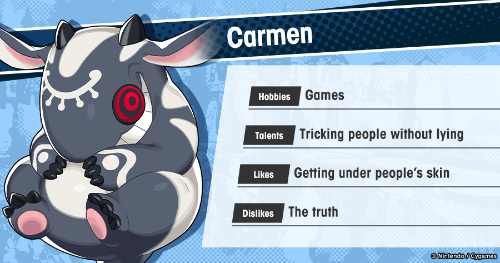 Carmen
Hobbies Games
Talents Tricking people without lying
Likes Getting under people's skin
Dislikes The truth
© Nintendo / Cygames